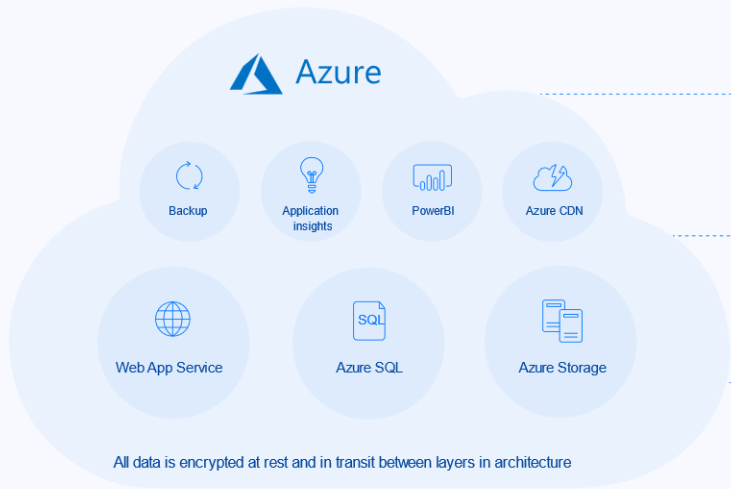 Azure
Backup
Application
insights
PowerBI
Azure CDN
Web App Service
SQL
Azure SQL
Azure Storage
All data is encrypted at rest and in transit between layers in architecture